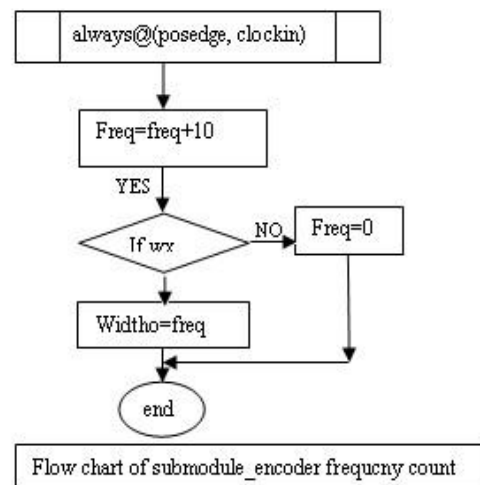 always@(posedge, clockin)
Freq=freq+10
YES
If wx
NO
Freq=0
Widtho=freq
end
Flow chart of submodule_encoder frequcny count